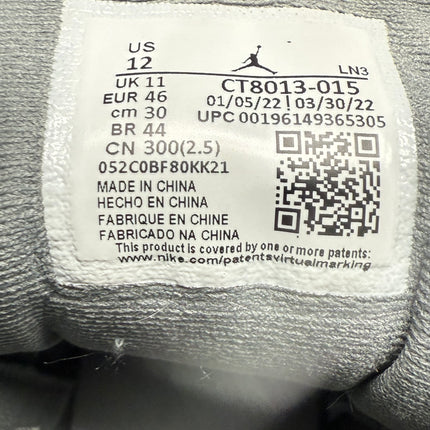 US
12
UK 11
EUR 46
cm 30
BR 44
CN 300(2.5)
052C0BF80KK21
LN3
CT8013-015
01/05/22 | 03/30/22
UPC 00196149365305
MADE IN CHINA
HECHO EN CHINA
FABRIQUE EN CHINE
FABRICADO NA CHINA
This product is covered by one or more patents:
www.nike.com/patentsvirtualmarking